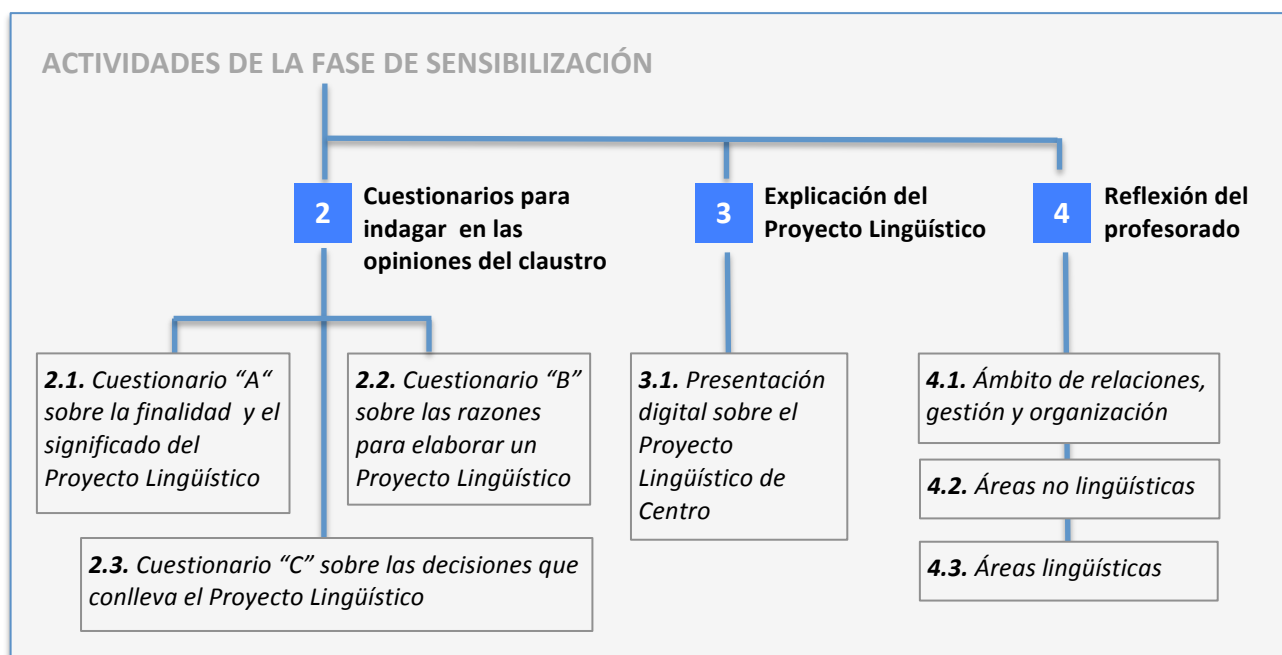 ACTIVIDADES DE LA FASE DE SENSIBILIZACIÓN
2
Cuestionarios para
indagar en las
opiniones del claustro
3
Explicación del
Proyecto Lingüístico
4
Reflexión del
profesorado
2.1. Cuestionario “A“
sobre la finalidad y el
significado del
Proyecto Lingüístico
2.2. Cuestionario “B”
sobre las razones
para elaborar un
Proyecto Lingüístico
2.3. Cuestionario “C” sobre las decisiones que
conlleva el Proyecto Lingüístico
3.1. Presentación
digital sobre el
Proyecto
Lingüístico de
Centro
4.1. Ámbito de relaciones,
gestión y organización
4.2. Áreas no lingüísticas
4.3. Áreas lingüísticas